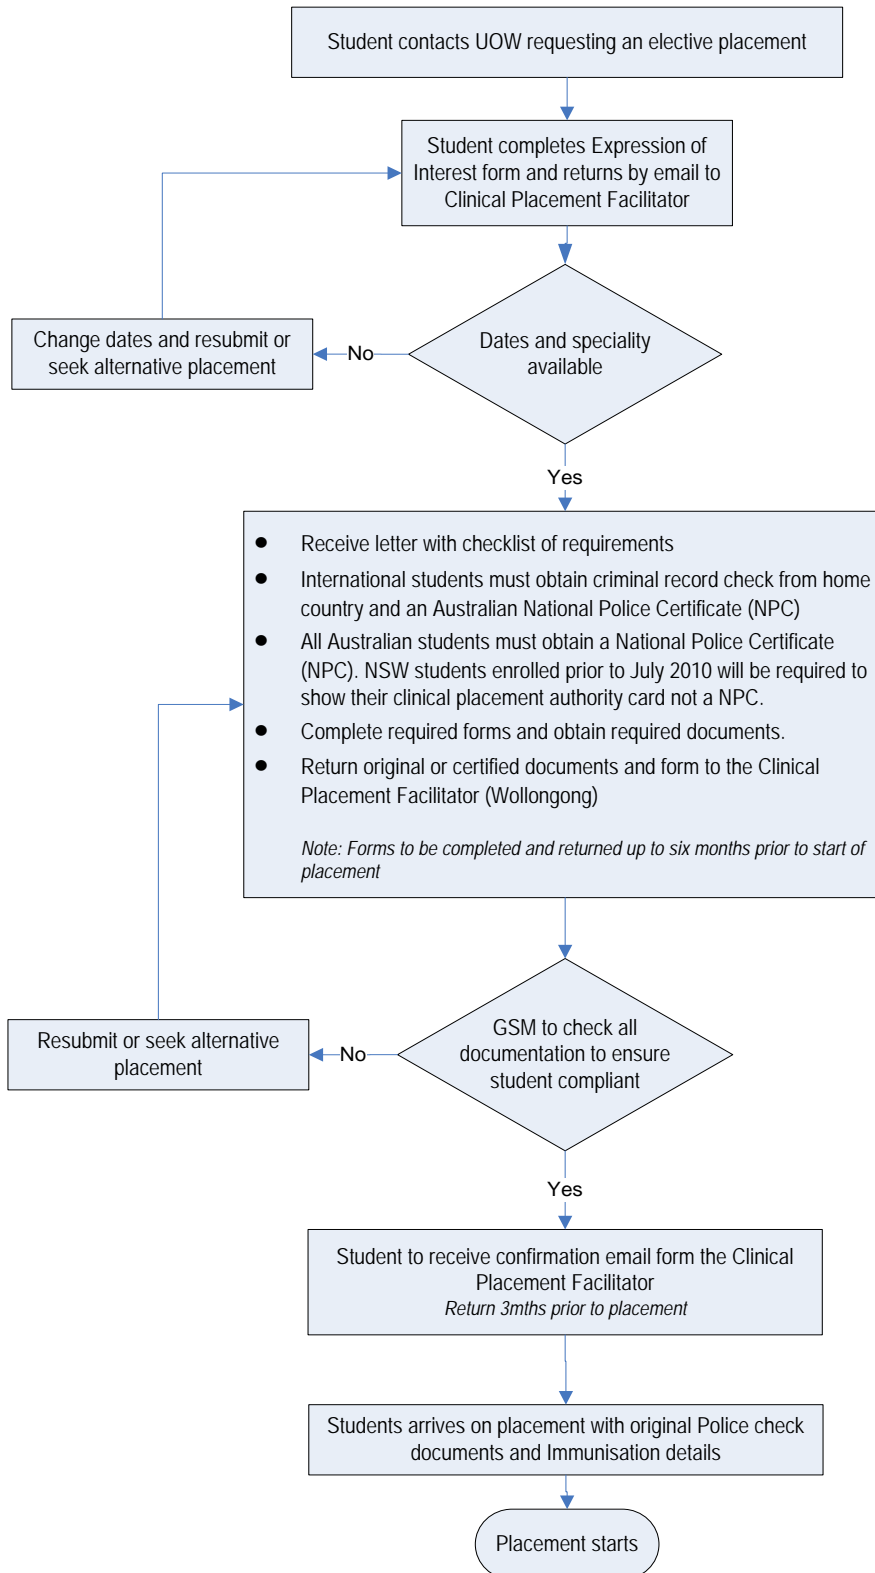 Student contacts UOW requesting an elective placement
Student completes Expression of
Interest form and returns by email to
Clinical Placement Facilitator
Change dates and resubmit or
seek alternative placement
No
Dates and speciality
available
Yes
● Receive letter with checklist of requirements
● International students must obtain criminal record check from home
country and an Australian National Police Certificate (NPC)
● All Australian students must obtain a National Police Certificate
(NPC). NSW students enrolled prior to July 2010 will be required to
show their clinical placement authority card not a NPC.
● Complete required forms and obtain required documents.
● Return original or certified documents and form to the Clinical
Placement Facilitator (Wollongong)
Note: Forms to be completed and returned up to six months prior to start of
placement
Resubmit or seek alternative
placement
No
GSM to check all
documentation to ensure
student compliant
Yes
Student to receive confirmation email form the Clinical
Placement Facilitator
Return 3mths prior to placement
Students arrives on placement with original Police check
documents and Immunisation details
Placement starts